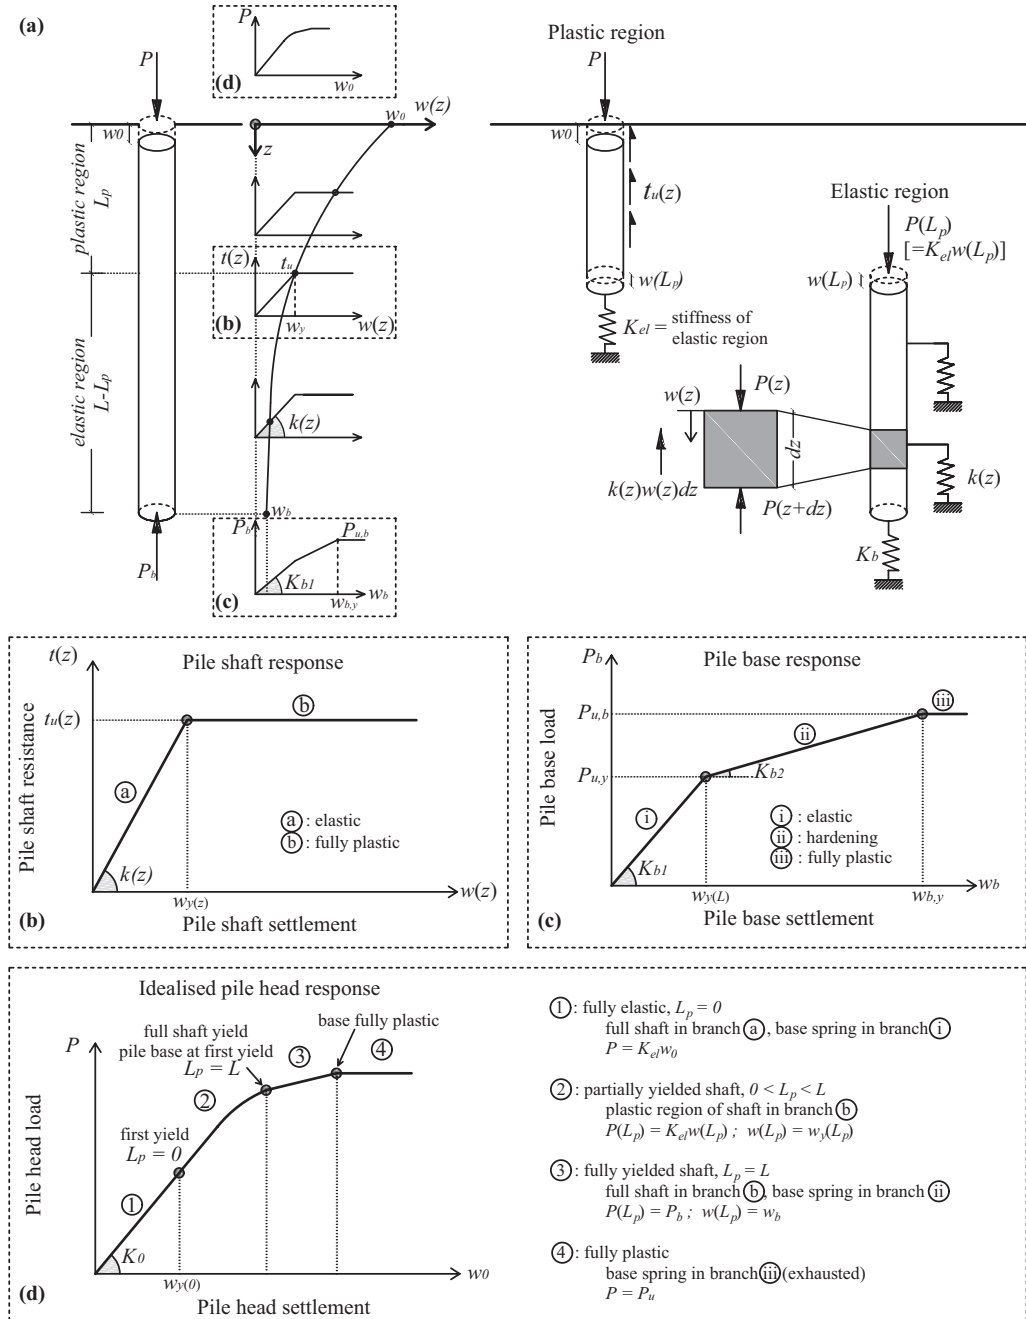 (a)
P
(d)
w0
P
w0
w0
w(z)
z
plastic region
Lp
elastic region
L-Lp
t(z)
tu
wy
w(z)
(b)
k(z)
wb
Pb
Pb
Pu,b
Kb1
wb,y
wb
(c)
Plastic region
P
w0
tu(z)
w(Lp)
Kel = stiffness of
elastic region
Elastic region
P(Lp)
[=Kelw(Lp)]
w(Lp)
w(z)
P(z)
dz
k(z)w(z)dz
P(z+dz)
k(z)
Kb
Pile shaft response
t(z)
tu(z)
Pile shaft resistance
a
b
a : elastic
b : fully plastic
k(z)
w(z)
wy(z)
(b)
Pile shaft settlement
Pile base response
Pb
Pu,b
Pu,y
Pile base load
i
ii
iii
Kb2
i : elastic
ii : hardening
iii : fully plastic
Kb1
wb
wy(L)
wb,y
(c)
Pile base settlement
Idealised pile head response
P
full shaft yield
pile base at first yield
Lp = L
base fully plastic
3
4
2
first yield
Lp = 0
1
K0
Pile head load
w0
wy(0)
(d)
Pile head settlement
1 : fully elastic, Lp = 0
full shaft in branch a, base spring in branch i
P = Kelw0
2 : partially yielded shaft, 0 < Lp < L
plastic region of shaft in branch b
P(Lp) = Kelw(Lp) ; w(Lp) = wy(Lp)
3 : fully yielded shaft, Lp = L
full shaft in branch b, base spring in branch ii
P(Lp) = Pb ; w(Lp) = wb
4 : fully plastic
base spring in branch iii (exhausted)
P = Pu